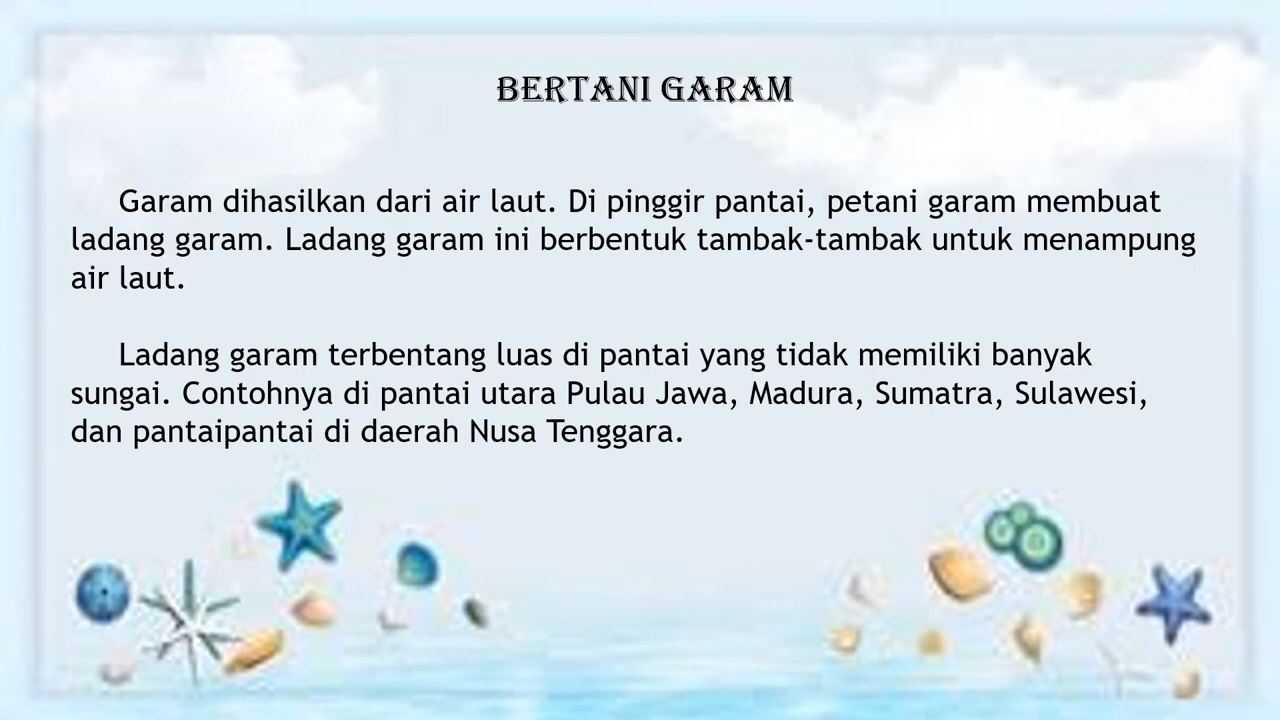 BERTANI GARAM
Garam dihasilkan dari air laut. Di pinggir pantai, petani garam membuat
ladang garam. Ladang garam ini berbentuk tambak-tambak untuk menampung
air laut.
Ladang garam terbentang luas di pantai yang tidak memiliki banyak
sungai. Contohnya di pantai utara Pulau Jawa, Madura, Sumatra, Sulawesi,
dan pantaipantai di daerah Nusa Tenggara.